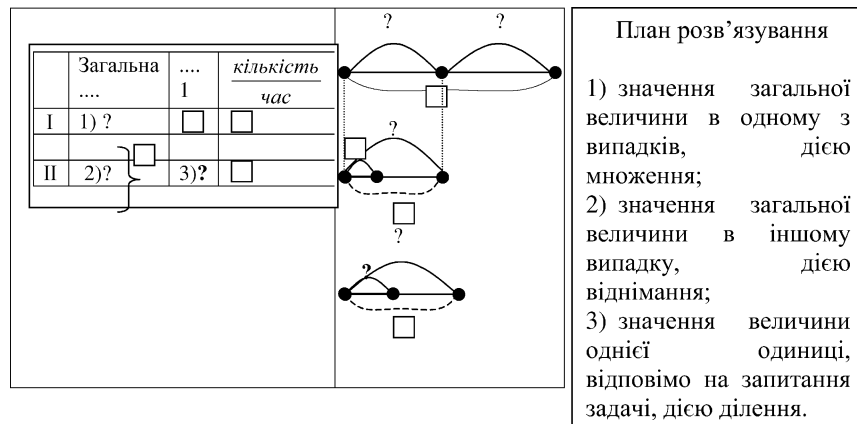 Загальна
....
....
1
кількість
час
I
1) ?
II
2)?
3)?
?
?
?
?
?
План розв’язування
1) значення загальної
величини в одному з
випадків, дією
множення;
2) значення загальної
величини в іншому
випадку, дією
віднімання;
3) значення величини
однієї одиниці,
відповімо на запитання
задачі, дією ділення.